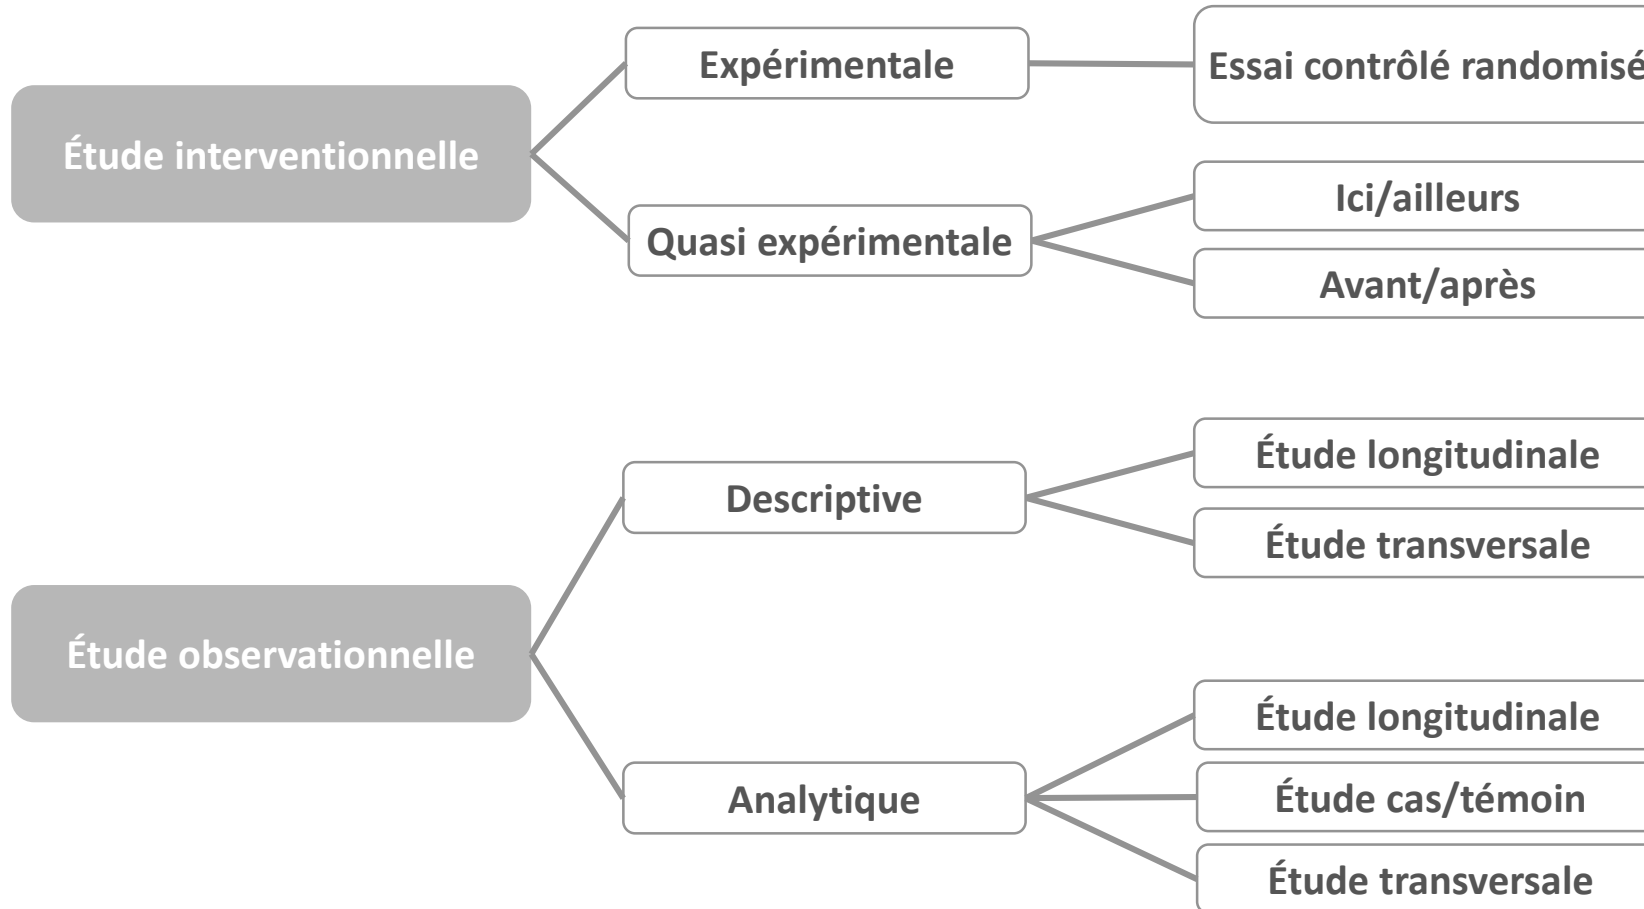 Étude interventionnelle
Expérimentale
Essai contrôlé randomisé
Quasi expérimentale
Ici/ailleurs
Avant/après
Étude observationnelle
Descriptive
Étude longitudinale
Étude transversale
Analytique
Étude longitudinale
Étude cas/témoin
Étude transversale